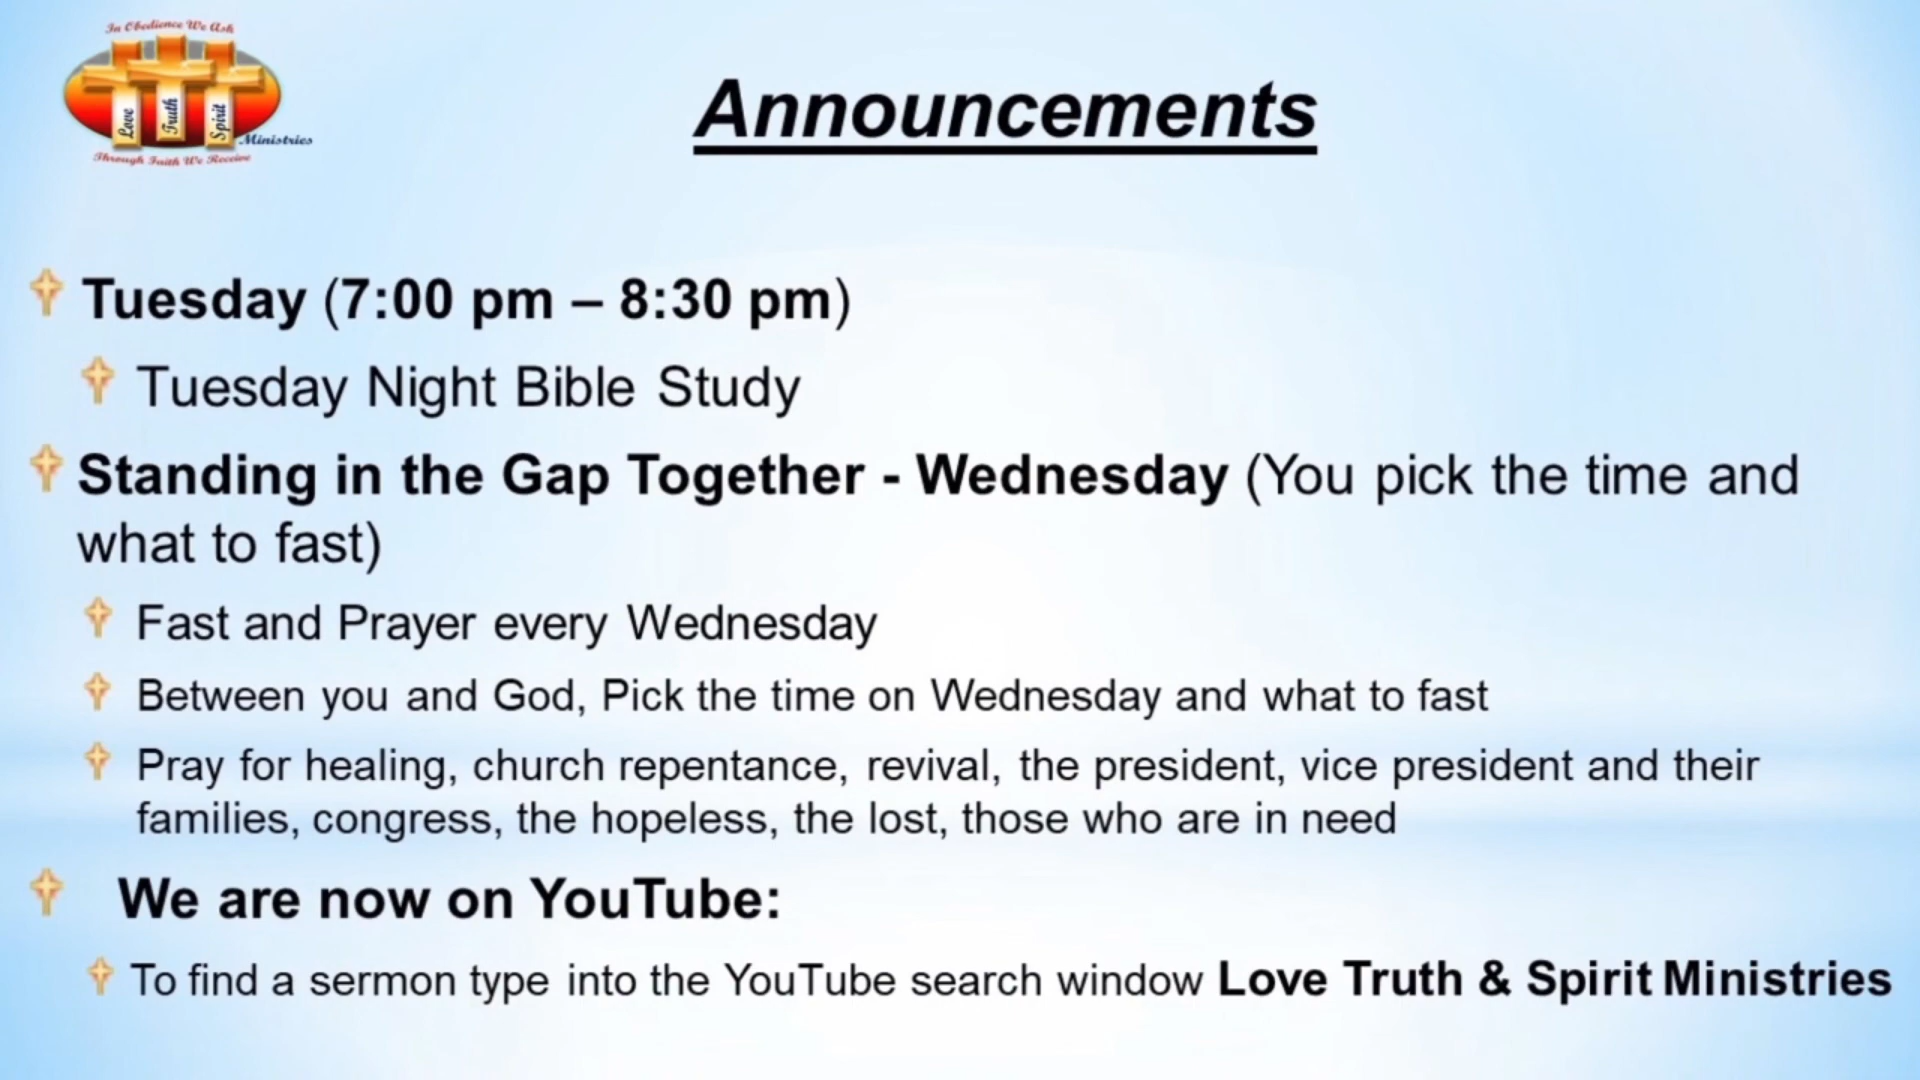 In Obedience We Ask
Love
Truth
Spirit
Ministries
Through Faith We Receive
Announcements
Tuesday (7:00 pm – 8:30 pm)
Tuesday Night Bible Study
Standing in the Gap Together - Wednesday (You pick the time and
what to fast)
Fast and Prayer every Wednesday
Between you and God, Pick the time on Wednesday and what to fast
Pray for healing, church repentance, revival, the president, vice president and their
families, congress, the hopeless, the lost, those who are in need
We are now on YouTube:
To find a sermon type into the YouTube search window Love Truth & Spirit Ministries